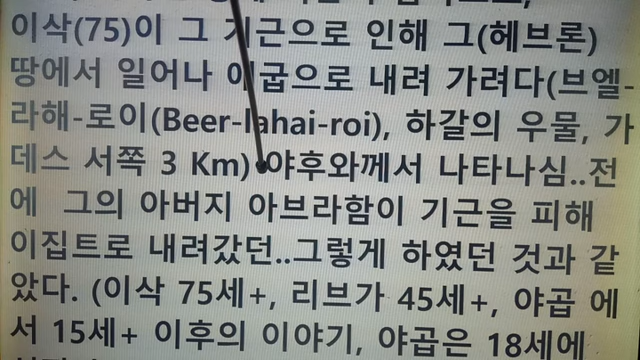 이삭(75)이 그 기근으로 인해 그(헤브론)
땅에서 일어나 이굽으로 내려 가려다(브엘-
라해-로이(Beer-lahai-roi), 하갈의 우물, 가
데스 서쪽 3 Km) 야후와께서 나타나심..전
에 그의 아버지 아브라함이 기근을 피해
이집트로 내려갔던..그렇게 하였던 것과 같
았다. (이삭 75세+, 리브가 45세+, 야곱 에
서 15세+ 이후의 이야기, 야곱은 18세에